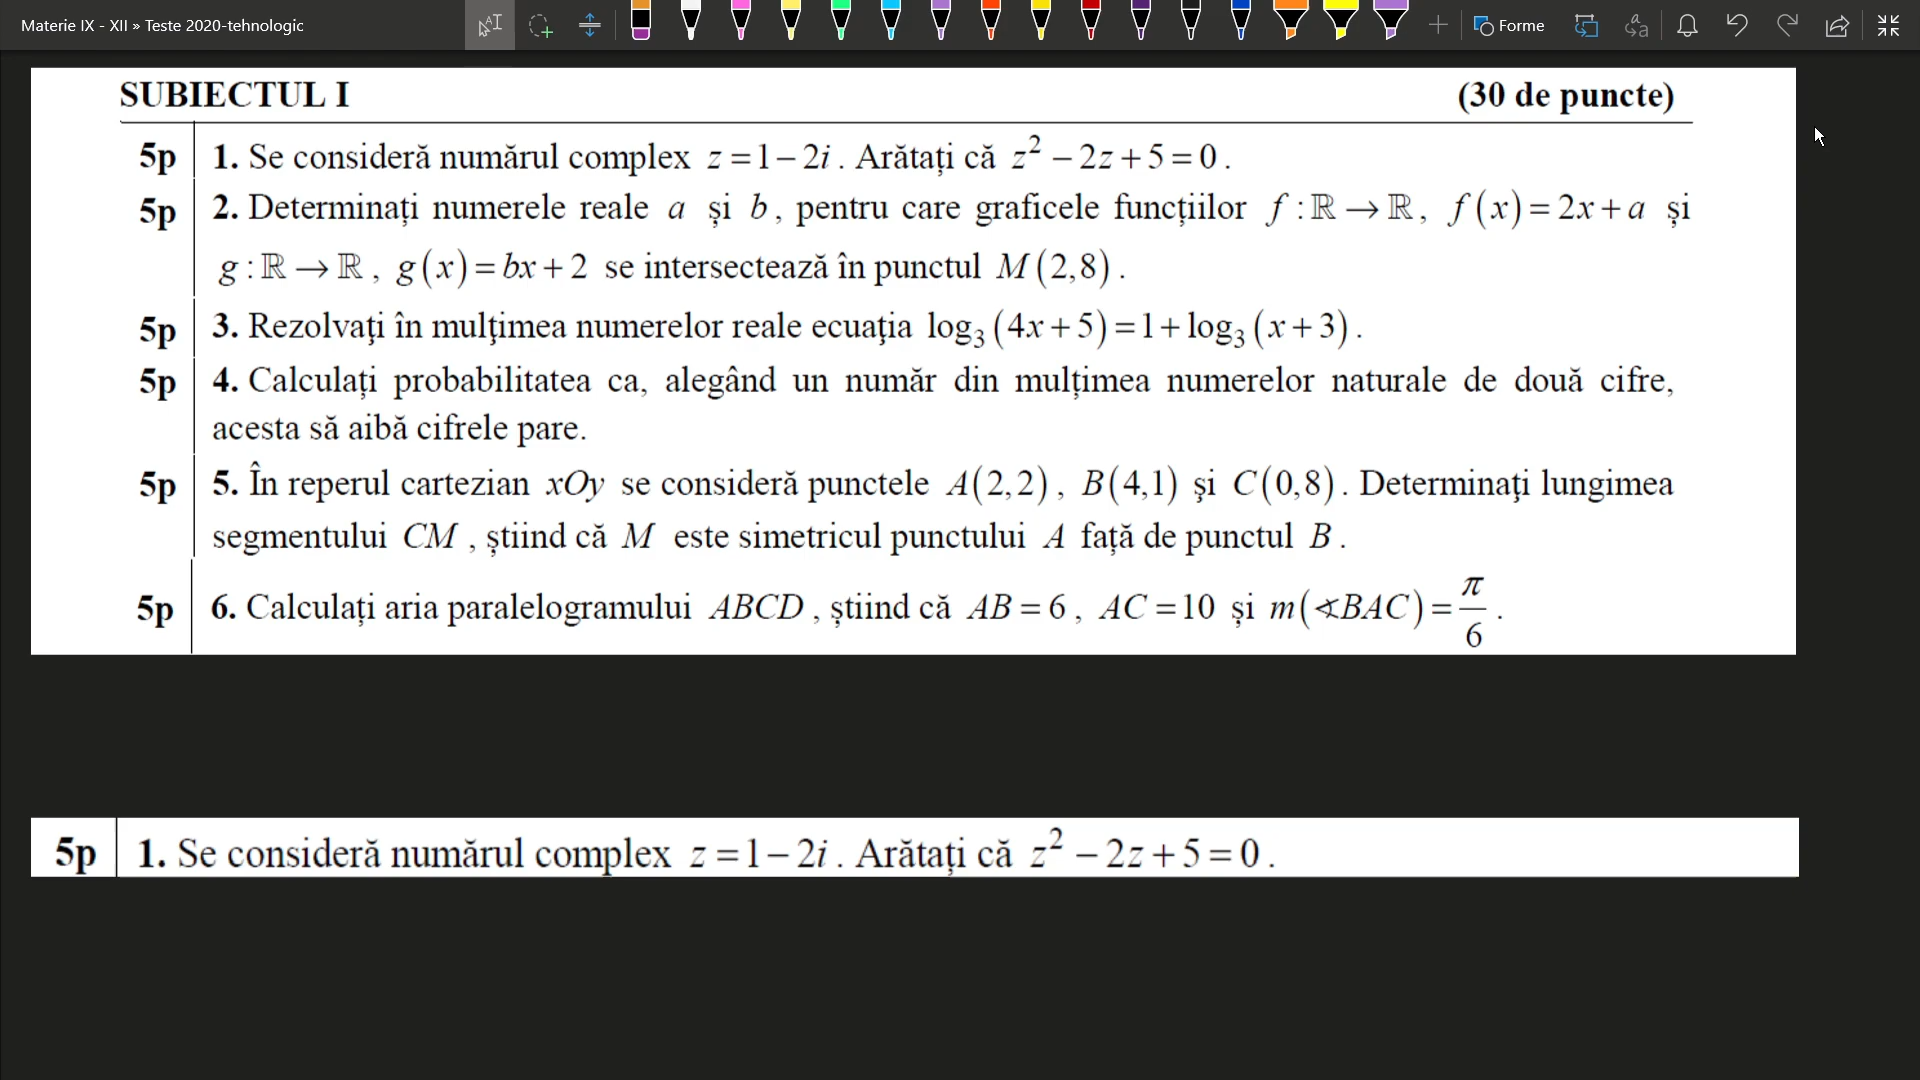 Materie IX - XII » Teste 2020-tehnologic
Forme
SUBIECTUL I (30 de puncte)
5p 1. Se consideră numărul complex z = 1 − 2i . Arătați că z² − 2z + 5 = 0 .
5p 2. Determinați numerele reale a și b , pentru care graficele funcțiilor f : ℝ → ℝ , f(x) = 2x + a și
g : ℝ → ℝ , g(x) = bx + 2 se intersectează în punctul M(2,8) .
5p 3. Rezolvați în mulțimea numerelor reale ecuația log₃(4x + 5) = 1 + log₃(x + 3) .
5p 4. Calculați probabilitatea ca, alegând un număr din mulțimea numerelor naturale de două cifre,
acesta să aibă cifrele pare.
5p 5. În reperul cartezian xOy se consideră punctele A(2,2) , B(4,1) și C(0,8) . Determinați lungimea
segmentului CM , știind că M este simetricul punctului A față de punctul B .
5p 6. Calculați aria paralelogramului ABCD , știind că AB = 6 , AC = 10 și m(∢BAC) = π/6 .
5p 1. Se consideră numărul complex z = 1 − 2i . Arătați că z² − 2z + 5 = 0 .